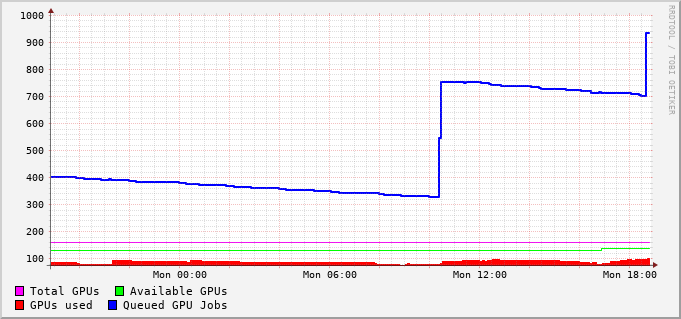 1000
900
800
700
600
500
400
300
200
100
Mon 00:00 Mon 06:00 Mon 12:00 Mon 18:00
Total GPUs Available GPUs
GPUs used Queued GPU Jobs
RRDTOOL / TOBI OETIKER